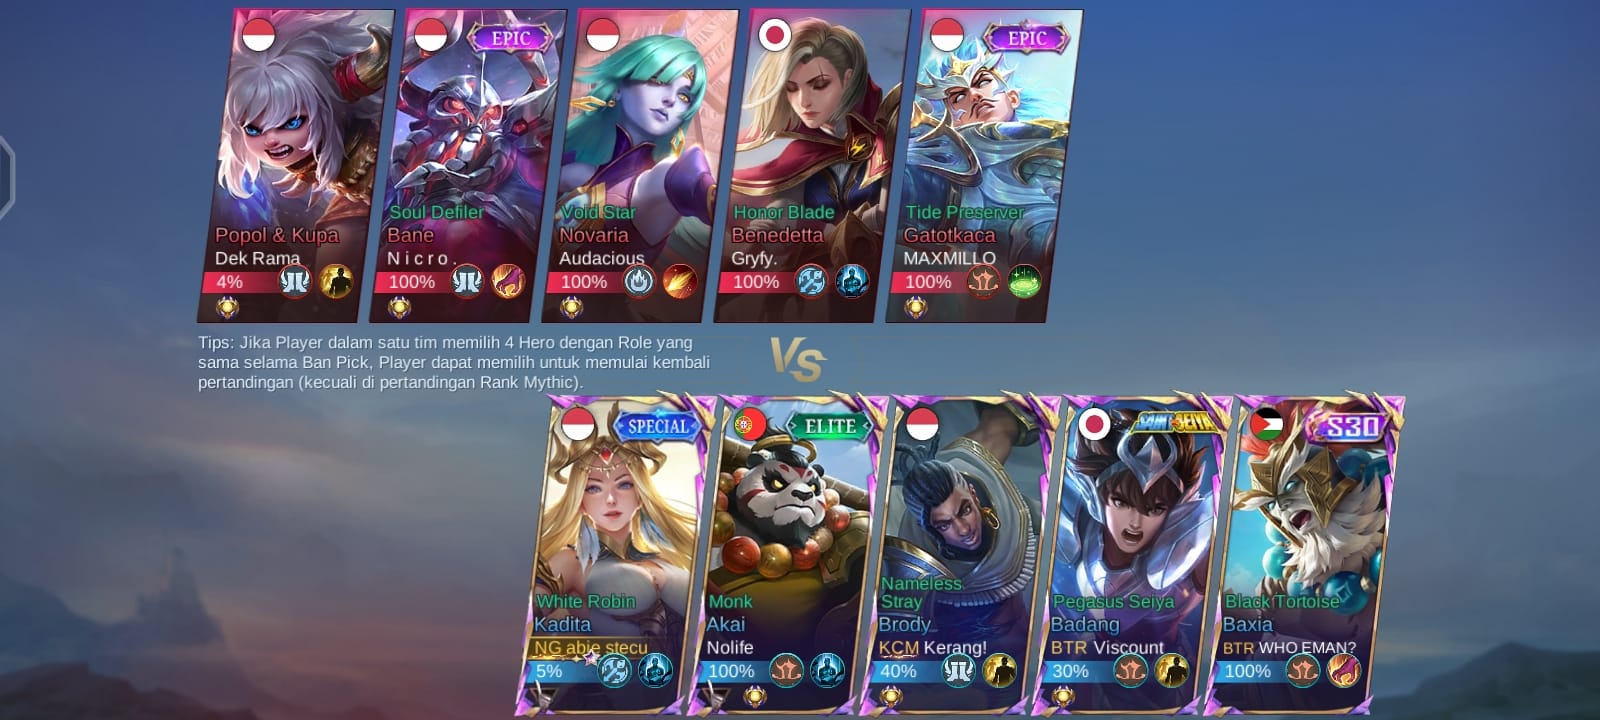 EPIC
EPIC
Popol & Kupa
Dek Rama
4%
Soul Defiler
Bane
N i c r o .
100%
Void Star
Novaria
Audacious
100%
Honor Blade
Benedetta
Gryfy.
100%
Tide Preserver
Gatotkaca
MAXMILLO
100%
Tips: Jika Player dalam satu tim memilih 4 Hero dengan Role yang
sama selama Ban Pick, Player dapat memilih untuk memulai kembali
pertandingan (kecuali di pertandingan Rank Mythic).
VS
SPECIAL
ELITE
SAINT SEIYA
S30
White Robin
Kadita
NG abie stecu
5%
Monk
Akai
Nolife
100%
Nameless
Stray
Brody
KCM Kerang!
40%
Pegasus Seiya
Badang
BTR Viscount
30%
Black Tortoise
Baxia
BTR WHO EMAN?
100%